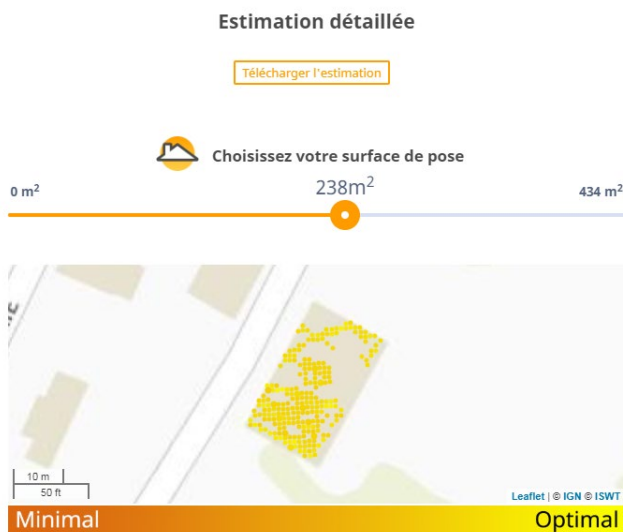 Estimation détaillée
Télécharger l'estimation
Choisissez votre surface de pose
0 m²
238m²
434 m²
10 m
50 ft
Leaflet | © IGN © ISWT
Minimal
Optimal